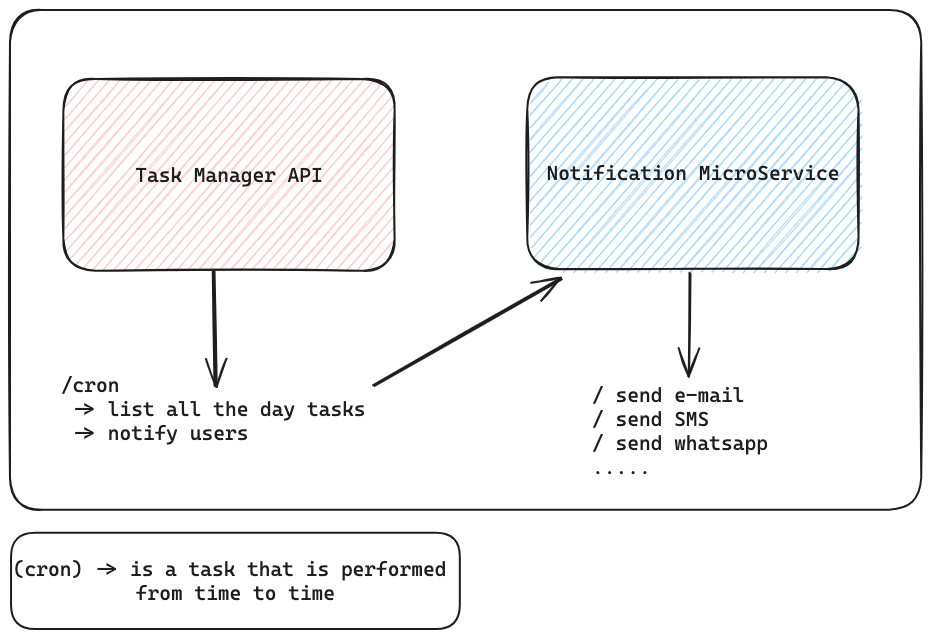 Task Manager API
Notification MicroService
/cron
-> list all the day tasks
-> notify users
/ send e-mail
/ send SMS
/ send whatsapp
.....
(cron) -> is a task that is performed
from time to time